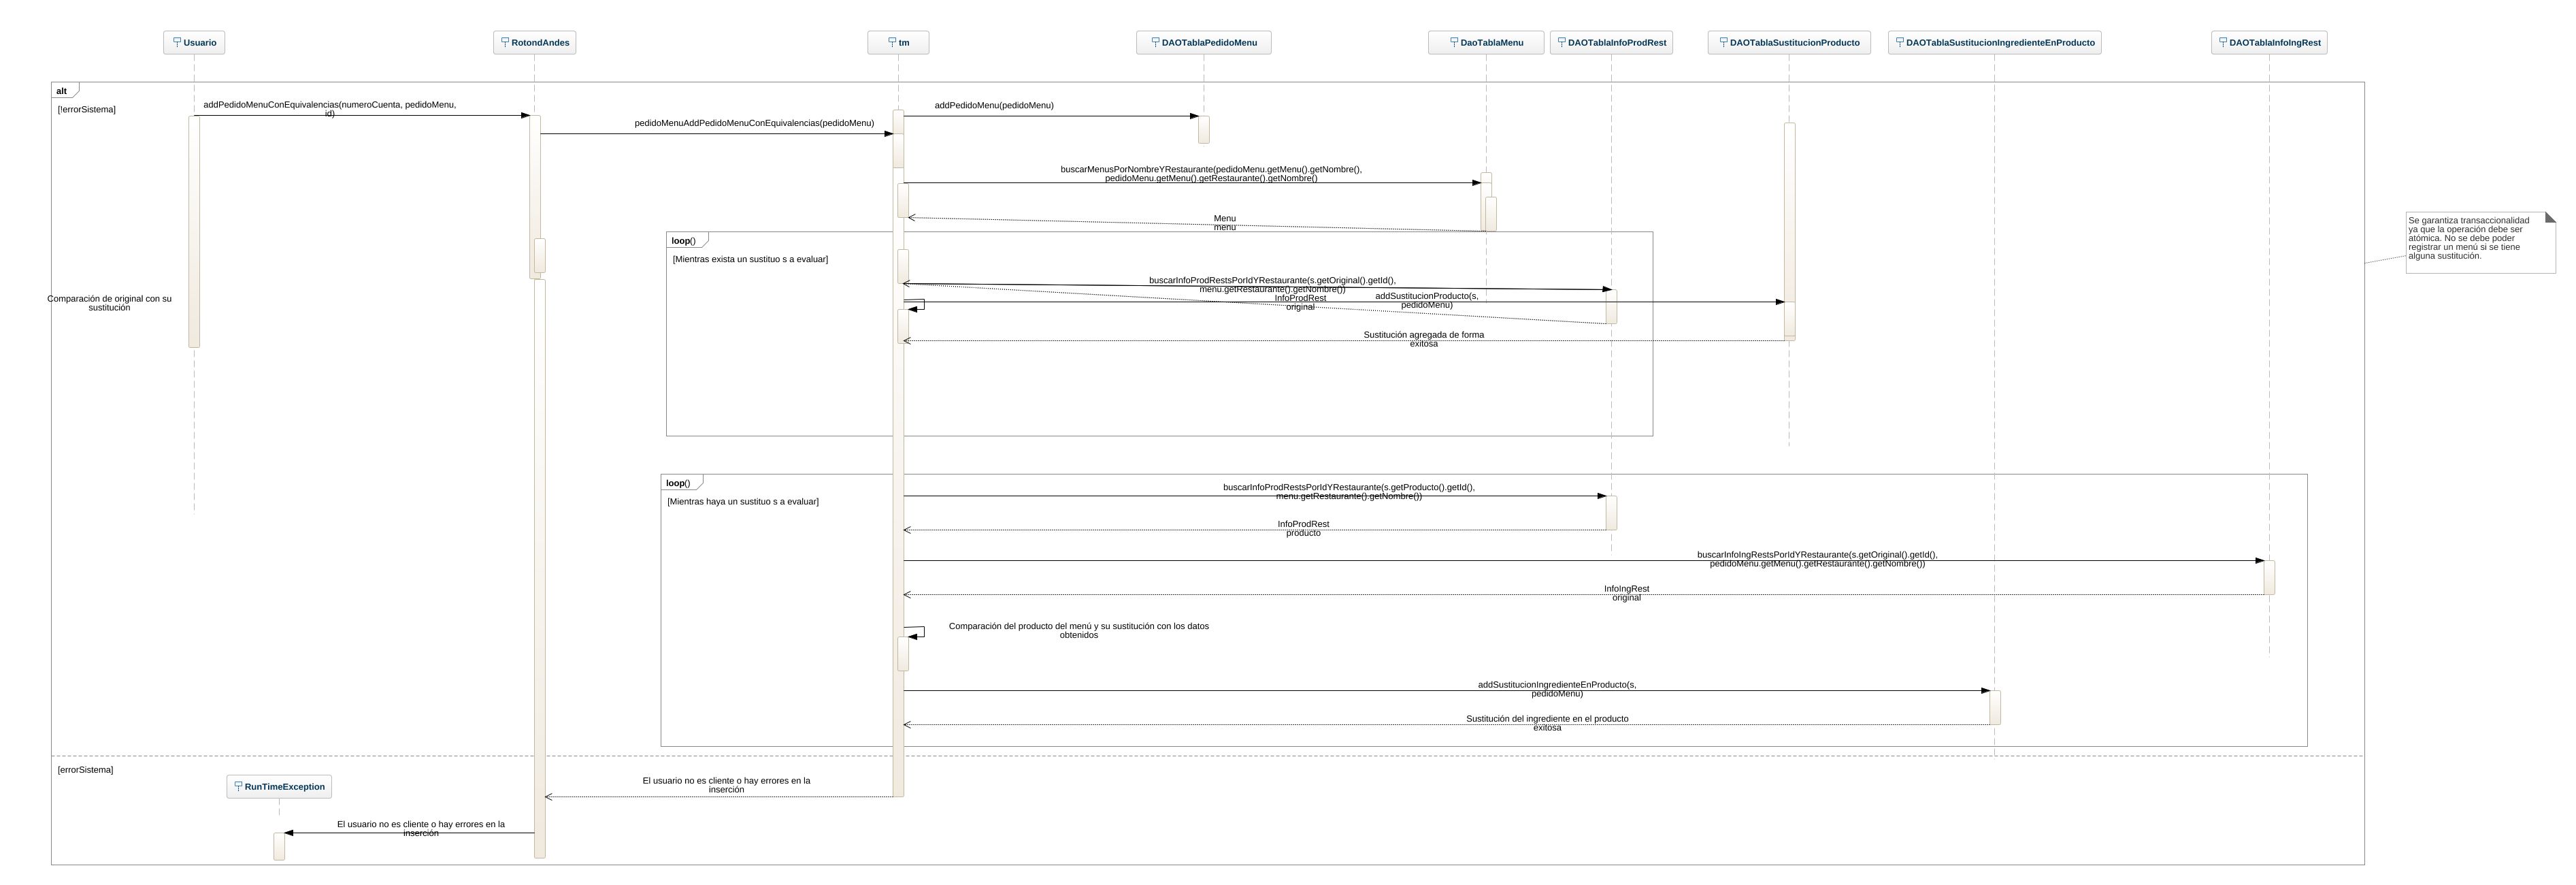 Usuario
RotondAndes
tm
DAOTablaPedidoMenu
DaoTablaMenu
DAOTablaInfoProdRest
DAOTablaSustitucionProducto
DAOTablaSustitucionIngredienteEnProducto
DAOTablaInfoIngRest
alt
[!errorSistema]
addPedidoMenuConEquivalencias(numeroCuenta, pedidoMenu,
id)
addPedidoMenu(pedidoMenu)
pedidoMenuAddPedidoMenuConEquivalencias(pedidoMenu)
buscarMenusPorNombreYRestaurante(pedidoMenu.getMenu().getNombre(),
pedidoMenu.getMenu().getRestaurante().getNombre()
Menu
menu
Se garantiza transaccionalidad
ya que la operación debe ser
atómica. No se debe poder
registrar un menú si se tiene
alguna sustitución.
loop()
[Mientras exista un sustituo s a evaluar]
buscarInfoProdRestsPorIdYRestaurante(s.getOriginal().getId(),
menu.getRestaurante().getNombre())
InfoProdRest
original
addSustitucionProducto(s,
pedidoMenu)
Comparación de original con su
sustitución
Sustitución agregada de forma
exitosa
loop()
[Mientras haya un sustituo s a evaluar]
buscarInfoProdRestsPorIdYRestaurante(s.getProducto().getId(),
menu.getRestaurante().getNombre())
InfoProdRest
producto
buscarInfoIngRestsPorIdYRestaurante(s.getOriginal().getId(),
pedidoMenu.getMenu().getRestaurante().getNombre())
InfoIngRest
original
Comparación del producto del menú y su sustitución con los datos
obtenidos
addSustitucionIngredienteEnProducto(s,
pedidoMenu)
Sustitución del ingrediente en el producto
exitosa
[errorSistema]
RunTimeException
El usuario no es cliente o hay errores en la
inserción
El usuario no es cliente o hay errores en la
inserción